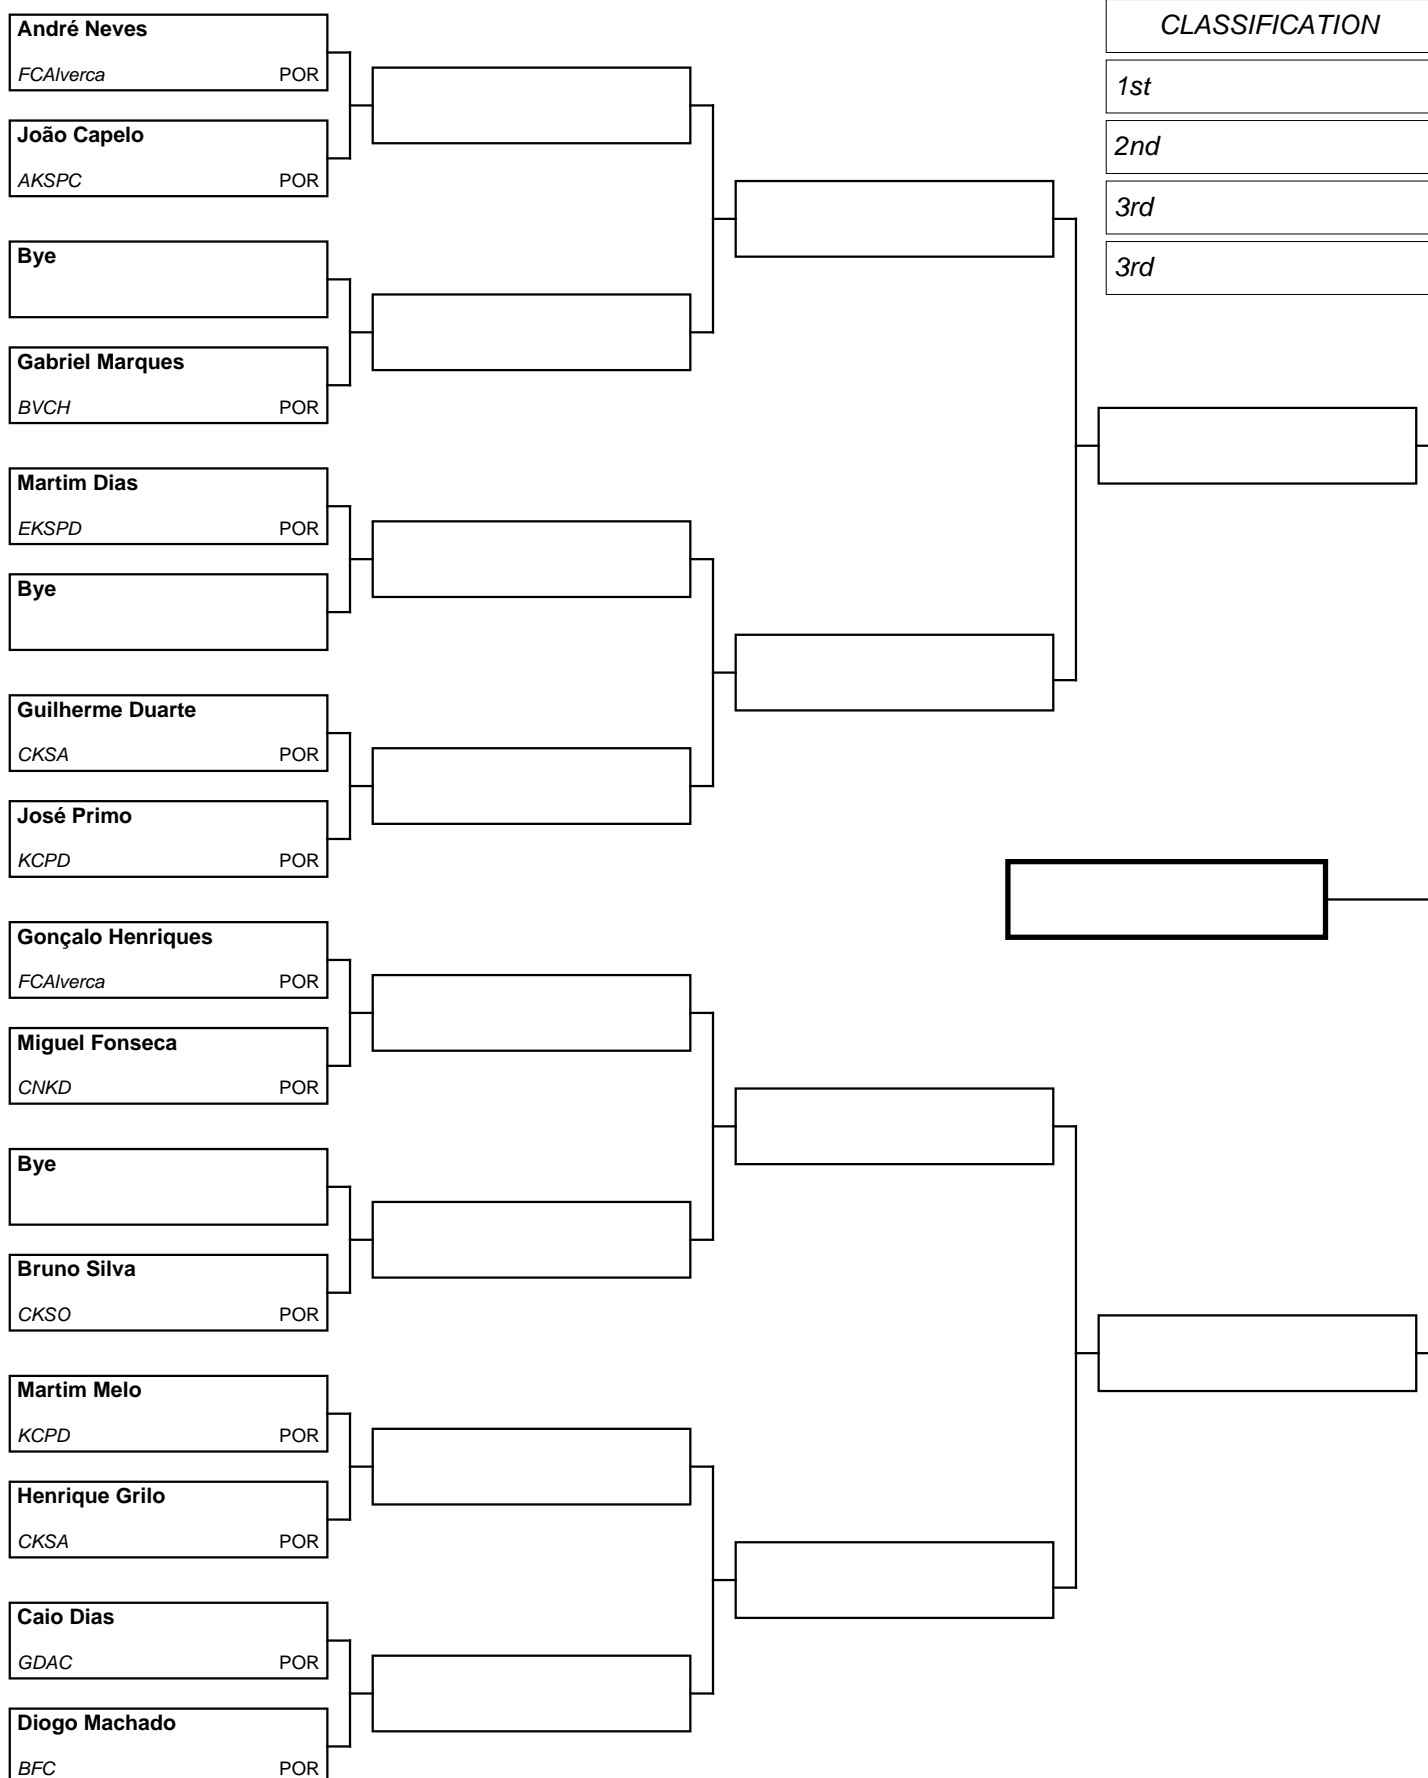 André Neves
FCAlverca POR
João Capelo
AKSPC POR
Bye
Gabriel Marques
BVCH POR
Martim Dias
EKSPD POR
Bye
Guilherme Duarte
CKSA POR
José Primo
KCPD POR
Gonçalo Henriques
FCAlverca POR
Miguel Fonseca
CNKD POR
Bye
Bruno Silva
CKSO POR
Martim Melo
KCPD POR
Henrique Grilo
CKSA POR
Caio Dias
GDAC POR
Diogo Machado
BFC POR
CLASSIFICATION
1st
2nd
3rd
3rd